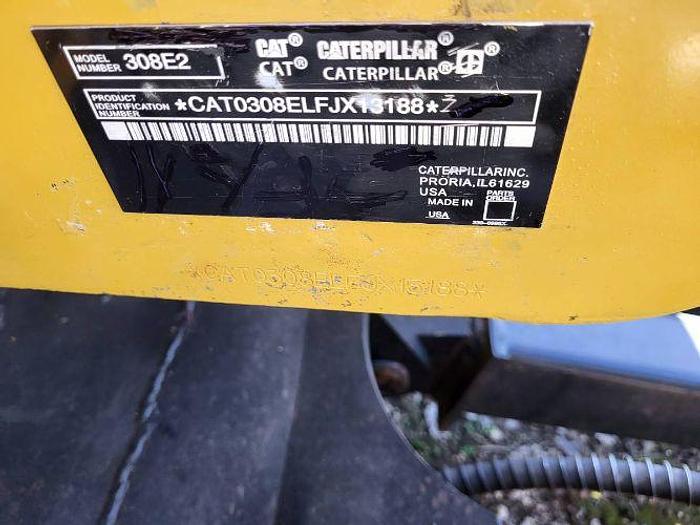 MODEL NUMBER 308E2
CAT® CATERPILLAR®
CAT® CATERPILLAR®
PRODUCT IDENTIFICATION NUMBER *CAT0308ELFJX13188*
CATERPILLARINC.
PRORIA,IL61629
USA
MADE IN
USA
PARTS ORDER
*CAT0308ELFJX13188*